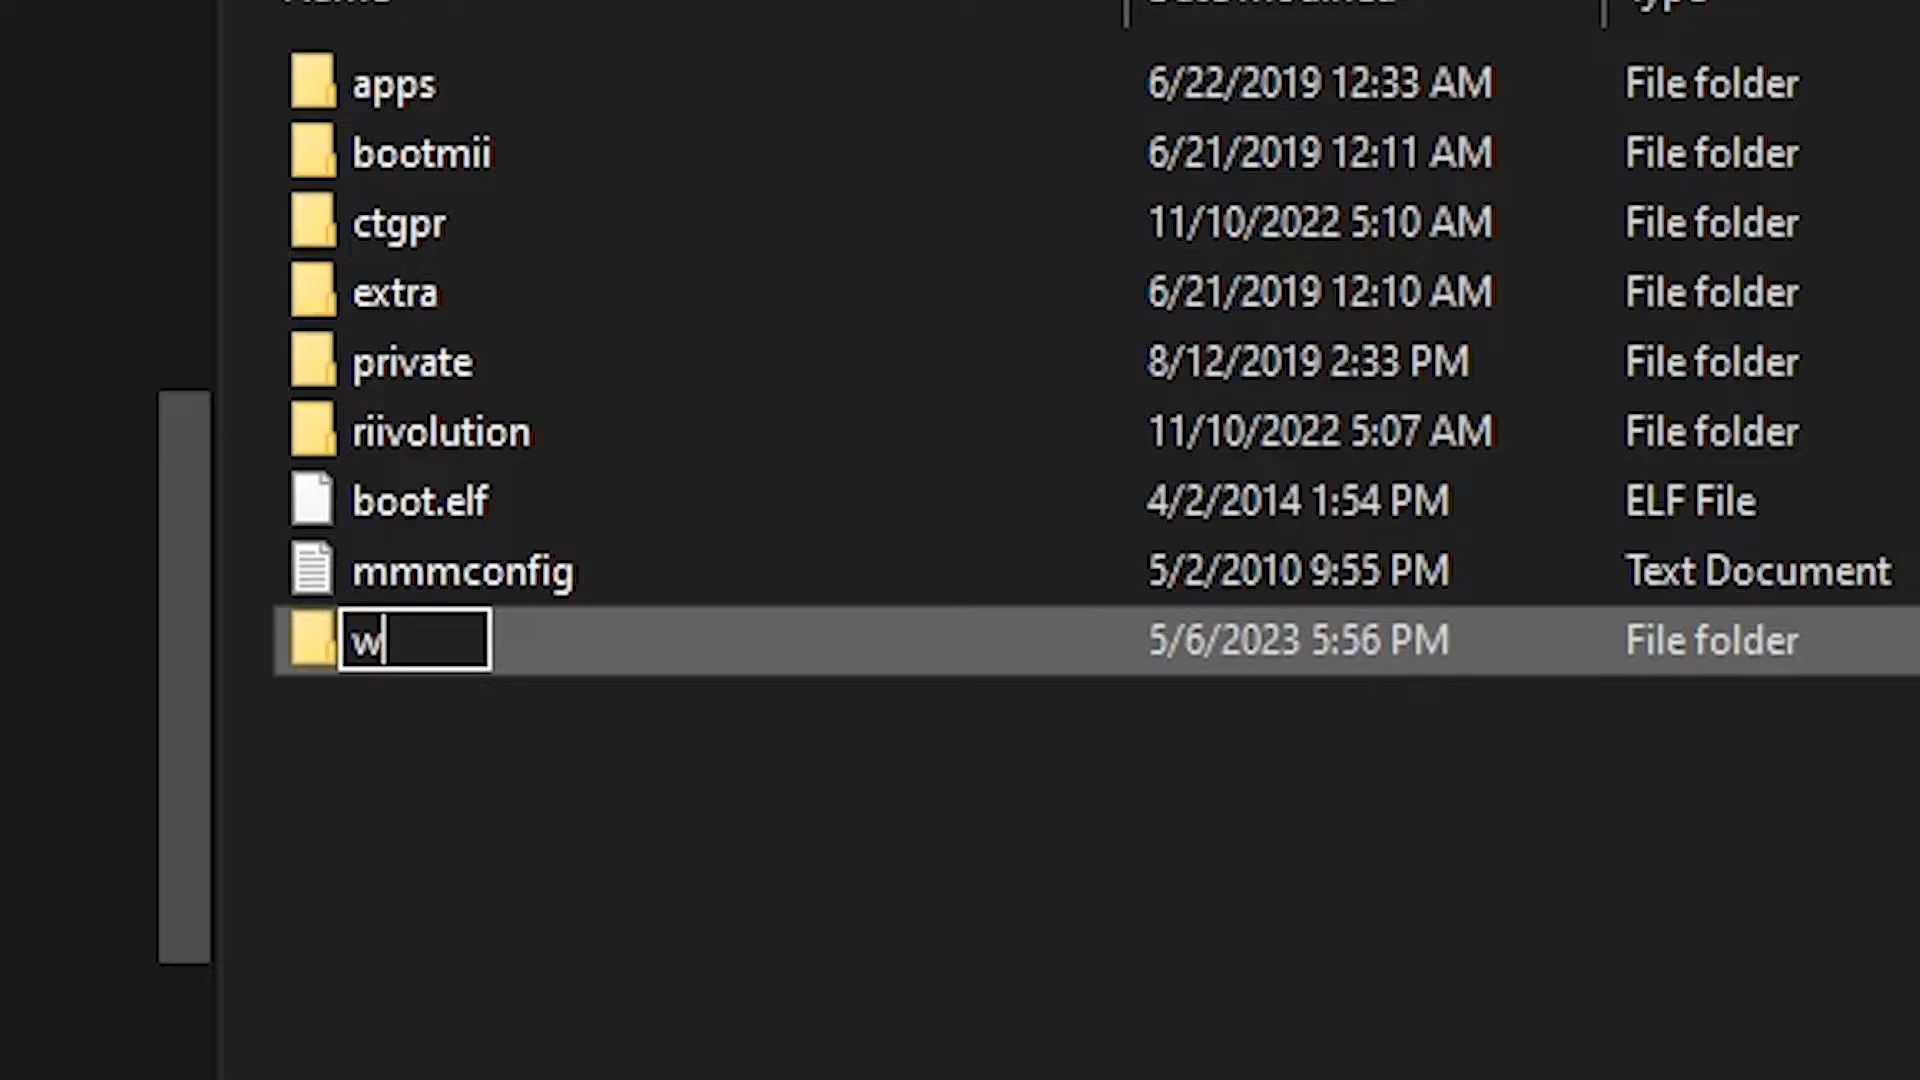 Name Date modified Type
apps 6/22/2019 12:33 AM File folder
bootmii 6/21/2019 12:11 AM File folder
ctgpr 11/10/2022 5:10 AM File folder
extra 6/21/2019 12:10 AM File folder
private 8/12/2019 2:33 PM File folder
riivolution 11/10/2022 5:07 AM File folder
boot.elf 4/2/2014 1:54 PM ELF File
mmmconfig 5/2/2010 9:55 PM Text Document
w 5/6/2023 5:56 PM File folder